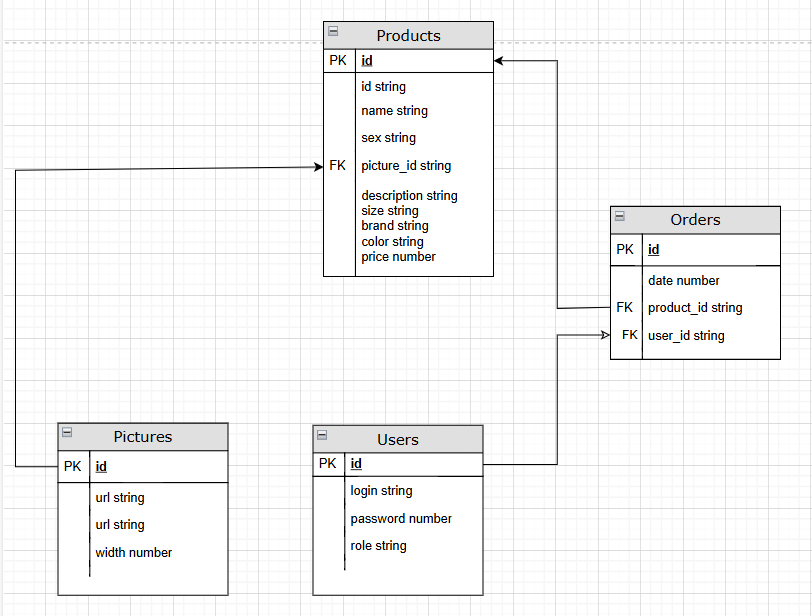 Products
PK id
id string
name string
sex string
FK picture_id string
description string
size string
brand string
color string
price number
Orders
PK id
date number
FK product_id string
FK user_id string
Pictures
PK id
url string
url string
width number
Users
PK id
login string
password number
role string